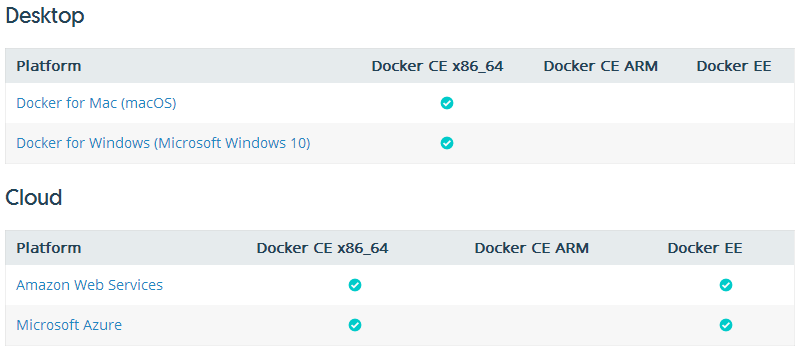 Desktop
Platform Docker CE x86_64 Docker CE ARM Docker EE
Docker for Mac (macOS)
Docker for Windows (Microsoft Windows 10)
Cloud
Platform Docker CE x86_64 Docker CE ARM Docker EE
Amazon Web Services
Microsoft Azure